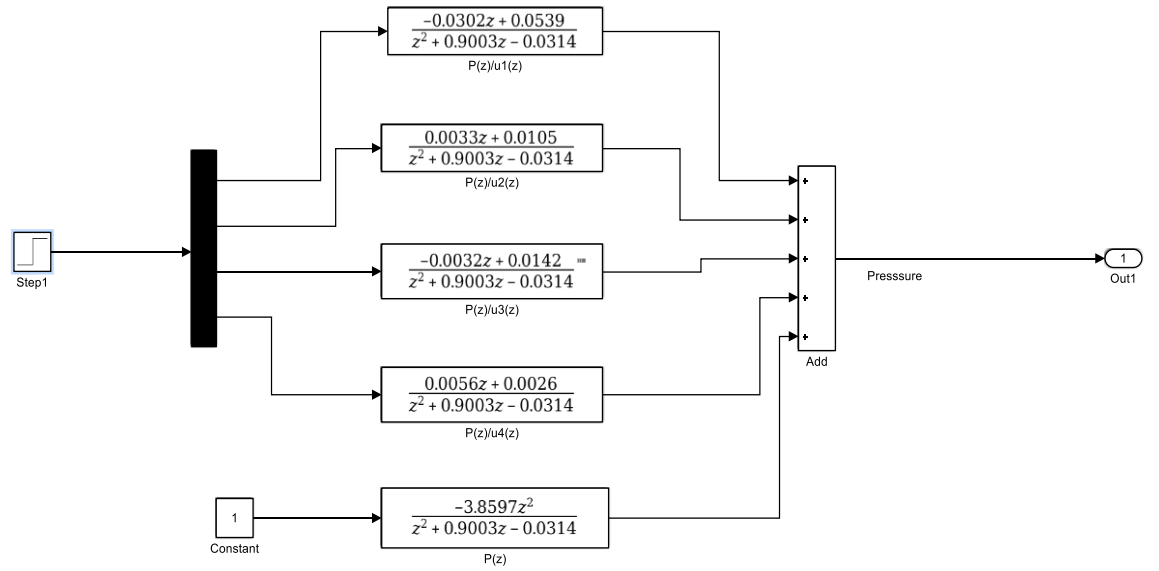 −0.0302z + 0.0539
z² + 0.9003z − 0.0314
P(z)/u1(z)
0.0033z + 0.0105
z² + 0.9003z − 0.0314
P(z)/u2(z)
+
+
+
+
+
Step1
−0.0032z + 0.0142
z² + 0.9003z − 0.0314
P(z)/u3(z)
Presssure
1
Out1
Add
0.0056z + 0.0026
z² + 0.9003z − 0.0314
P(z)/u4(z)
1
Constant
−3.8597z²
z² + 0.9003z − 0.0314
P(z)